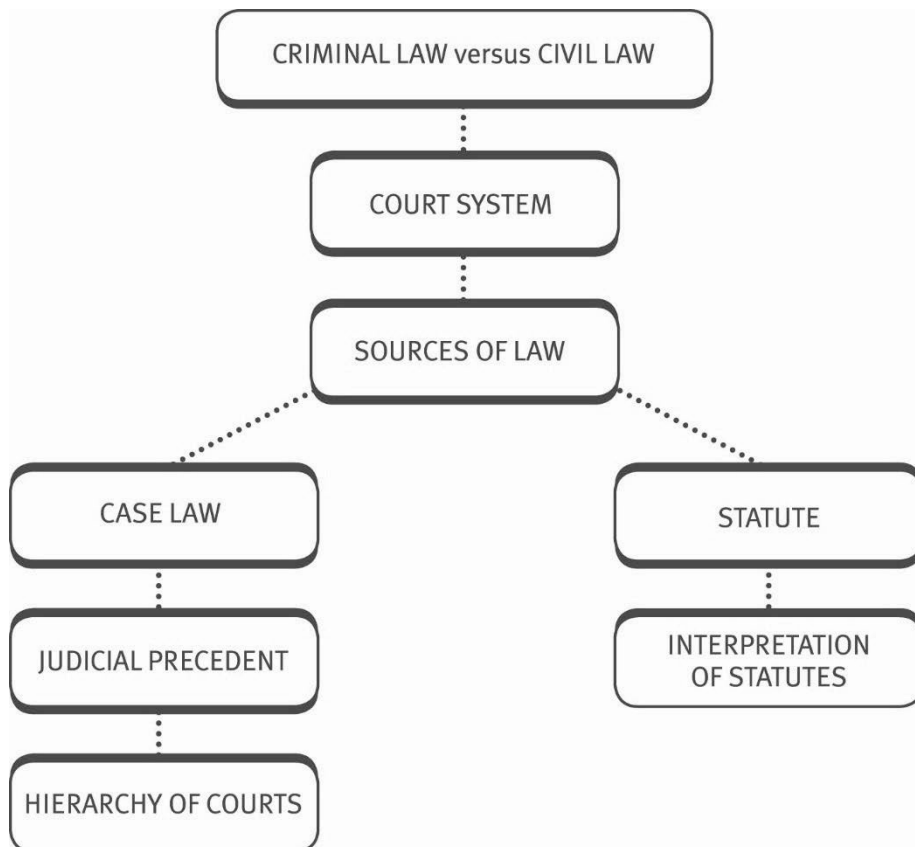 CRIMINAL LAW versus CIVIL LAW
COURT SYSTEM
SOURCES OF LAW
CASE LAW
STATUTE
JUDICIAL PRECEDENT
INTERPRETATION
OF STATUTES
HIERARCHY OF COURTS